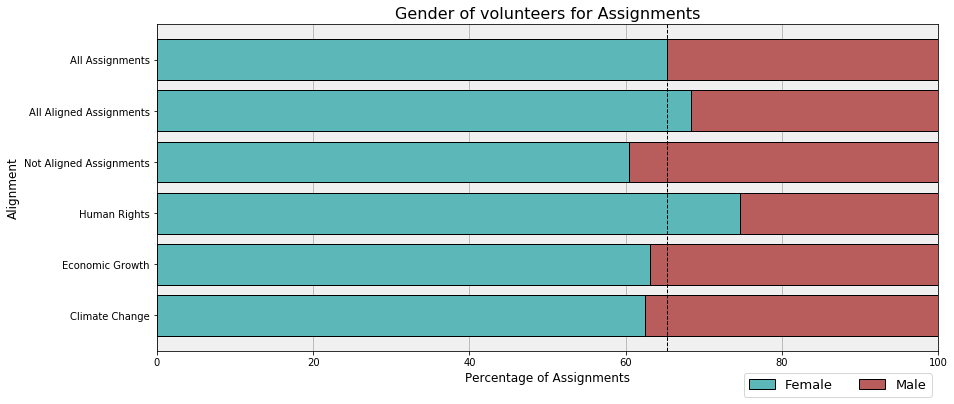 Gender of volunteers for Assignments
Alignment
All Assignments
All Aligned Assignments
Not Aligned Assignments
Human Rights
Economic Growth
Climate Change
0 20 40 60 80 100
Percentage of Assignments
Female Male